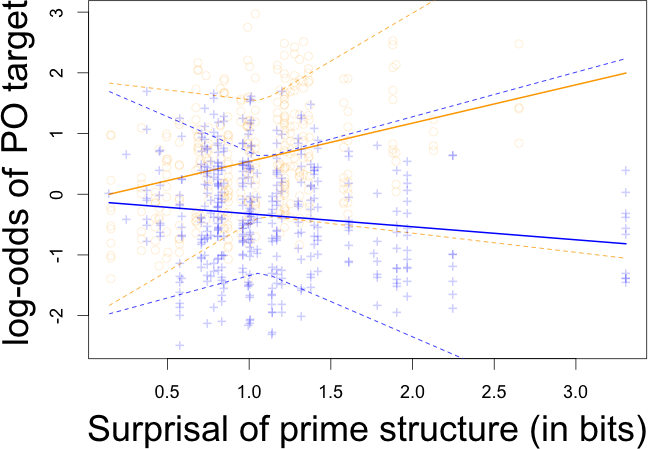 log-odds of PO target
3
2
1
0
-1
-2
0.5 1.0 1.5 2.0 2.5 3.0
Surprisal of prime structure (in bits)